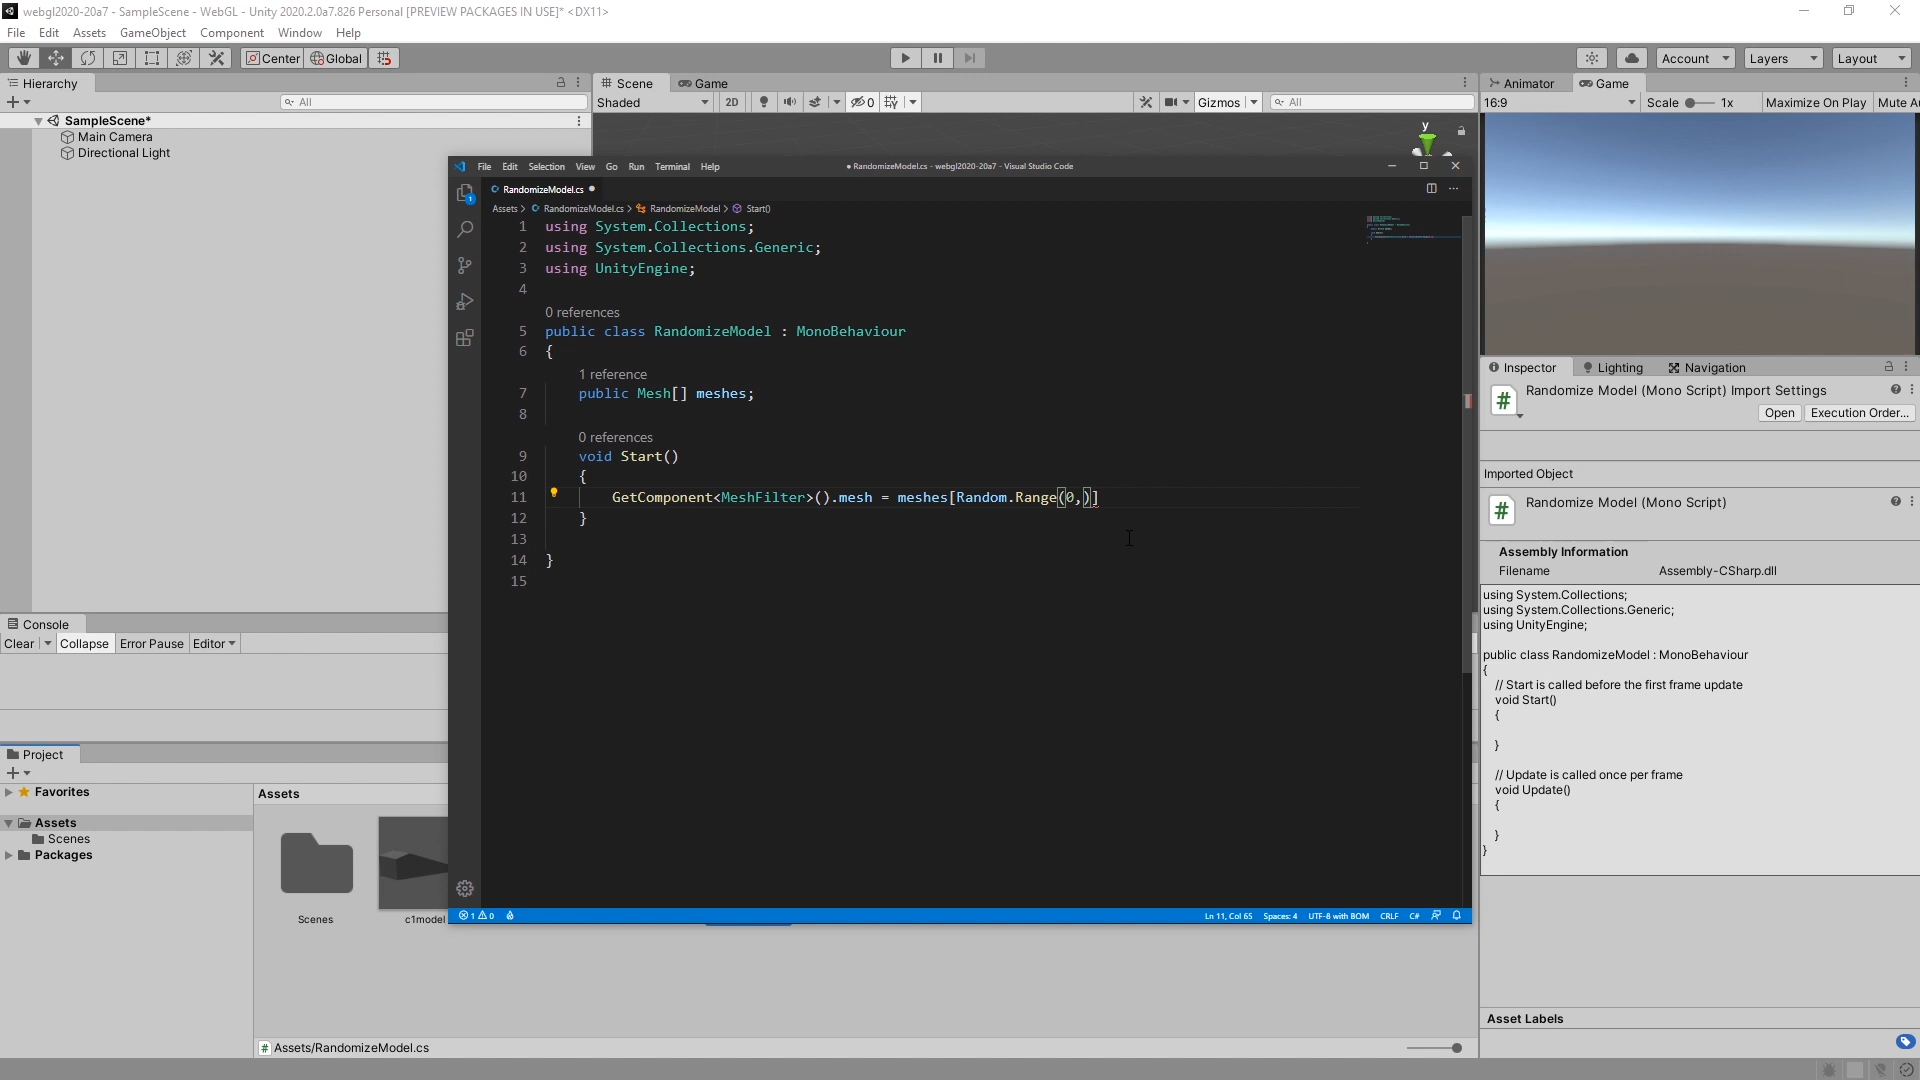 webgl2020-20a7 - SampleScene - WebGL - Unity 2020.2.0a7.826 Personal [PREVIEW PACKAGES IN USE]* <DX11>
File Edit Assets GameObject Component Window Help
Center Global Account Layers Layout
Hierarchy
All
SampleScene*
Main Camera
Directional Light
Scene Game
Shaded 2D 0 Gizmos All
y
Animator Game
16:9 Scale 1x Maximize On Play Mute Au
File Edit Selection View Go Run Terminal Help
● RandomizeModel.cs - webgl2020-20a7 - Visual Studio Code
RandomizeModel.cs ●
Assets > RandomizeModel.cs > RandomizeModel > Start()
1
1 using System.Collections;
2 using System.Collections.Generic;
3 using UnityEngine;
4
0 references
5 public class RandomizeModel : MonoBehaviour
6 {
1 reference
7 public Mesh[] meshes;
8
0 references
9 void Start()
10 {
11 GetComponent<MeshFilter>().mesh = meshes[Random.Range(0,)]
12 }
13
14 }
15
1 0
Ln 11, Col 65 Spaces: 4 UTF-8 with BOM CRLF C#
Inspector Lighting Navigation
Randomize Model (Mono Script) Import Settings
Open Execution Order...
Imported Object
# Randomize Model (Mono Script)
Assembly Information
Filename Assembly-CSharp.dll
using System.Collections;
using System.Collections.Generic;
using UnityEngine;
public class RandomizeModel : MonoBehaviour
{
// Start is called before the first frame update
void Start()
{
}
// Update is called once per frame
void Update()
{
}
}
Asset Labels
Console
Clear Collapse Error Pause Editor
Project
Favorites
Assets
Scenes
Packages
Assets
Scenes
c1model
Assets/RandomizeModel.cs